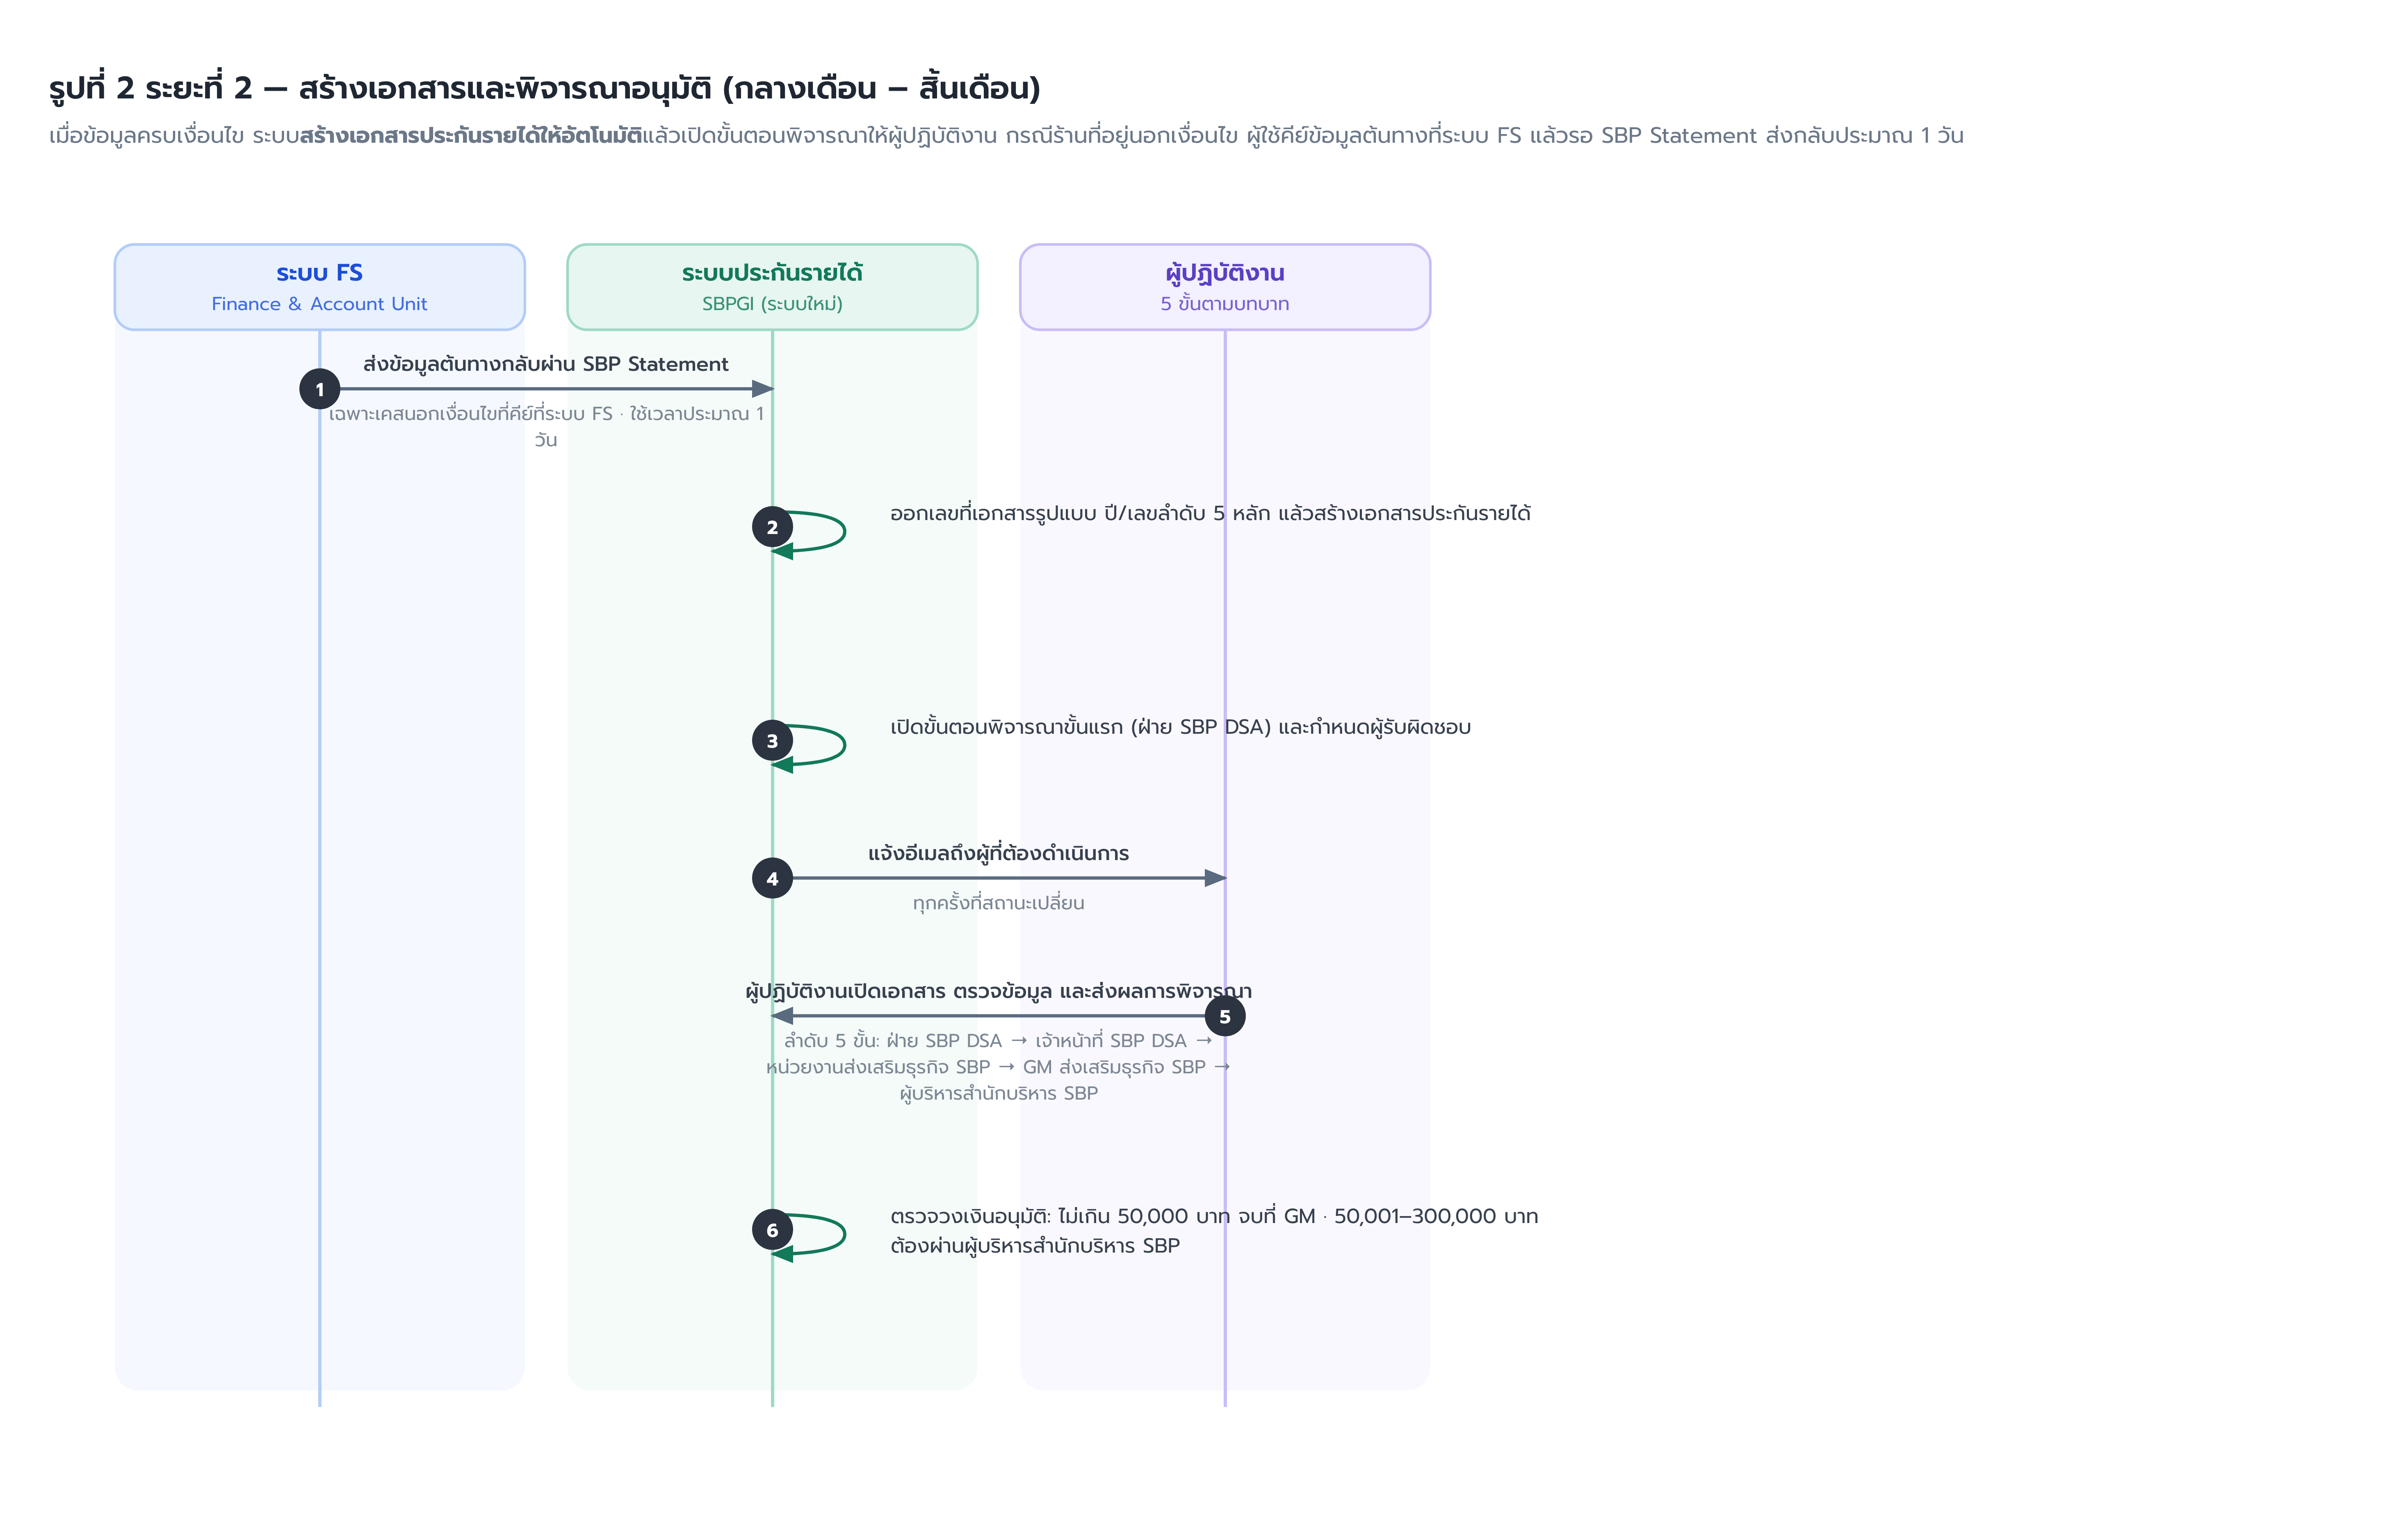 รูปที่ 2 ระยะที่ 2 — สร้างเอกสารและพิจารณาอนุมัติ (กลางเดือน – สิ้นเดือน)
เมื่อข้อมูลครบเงื่อนไข ระบบสร้างเอกสารประกันรายได้ให้อัตโนมัติแล้วเปิดขั้นตอนพิจารณาให้ผู้ปฏิบัติงาน กรณีร้านที่อยู่นอกเงื่อนไข ผู้ใช้คีย์ข้อมูลต้นทางที่ระบบ FS แล้วรอ SBP Statement ส่งกลับประมาณ 1 วัน
ระบบ FS
Finance & Account Unit
ระบบประกันรายได้
SBPGI (ระบบใหม่)
ผู้ปฏิบัติงาน
5 ขั้นตามบทบาท
ส่งข้อมูลต้นทางกลับผ่าน SBP Statement
1
เฉพาะเคสนอกเงื่อนไขที่คีย์ที่ระบบ FS · ใช้เวลาประมาณ 1
วัน
ออกเลขที่เอกสารรูปแบบ ปี/เลขลำดับ 5 หลัก แล้วสร้างเอกสารประกันรายได้
2
เปิดขั้นตอนพิจารณาขั้นแรก (ฝ่าย SBP DSA) และกำหนดผู้รับผิดชอบ
3
แจ้งอีเมลถึงผู้ที่ต้องดำเนินการ
4
ทุกครั้งที่สถานะเปลี่ยน
ผู้ปฏิบัติงานเปิดเอกสาร ตรวจข้อมูล และส่งผลการพิจารณา
5
ลำดับ 5 ขั้น: ฝ่าย SBP DSA → เจ้าหน้าที่ SBP DSA →
หน่วยงานส่งเสริมธุรกิจ SBP → GM ส่งเสริมธุรกิจ SBP →
ผู้บริหารสำนักบริหาร SBP
ตรวจวงเงินอนุมัติ: ไม่เกิน 50,000 บาท จบที่ GM · 50,001–300,000 บาท
6
ต้องผ่านผู้บริหารสำนักบริหาร SBP